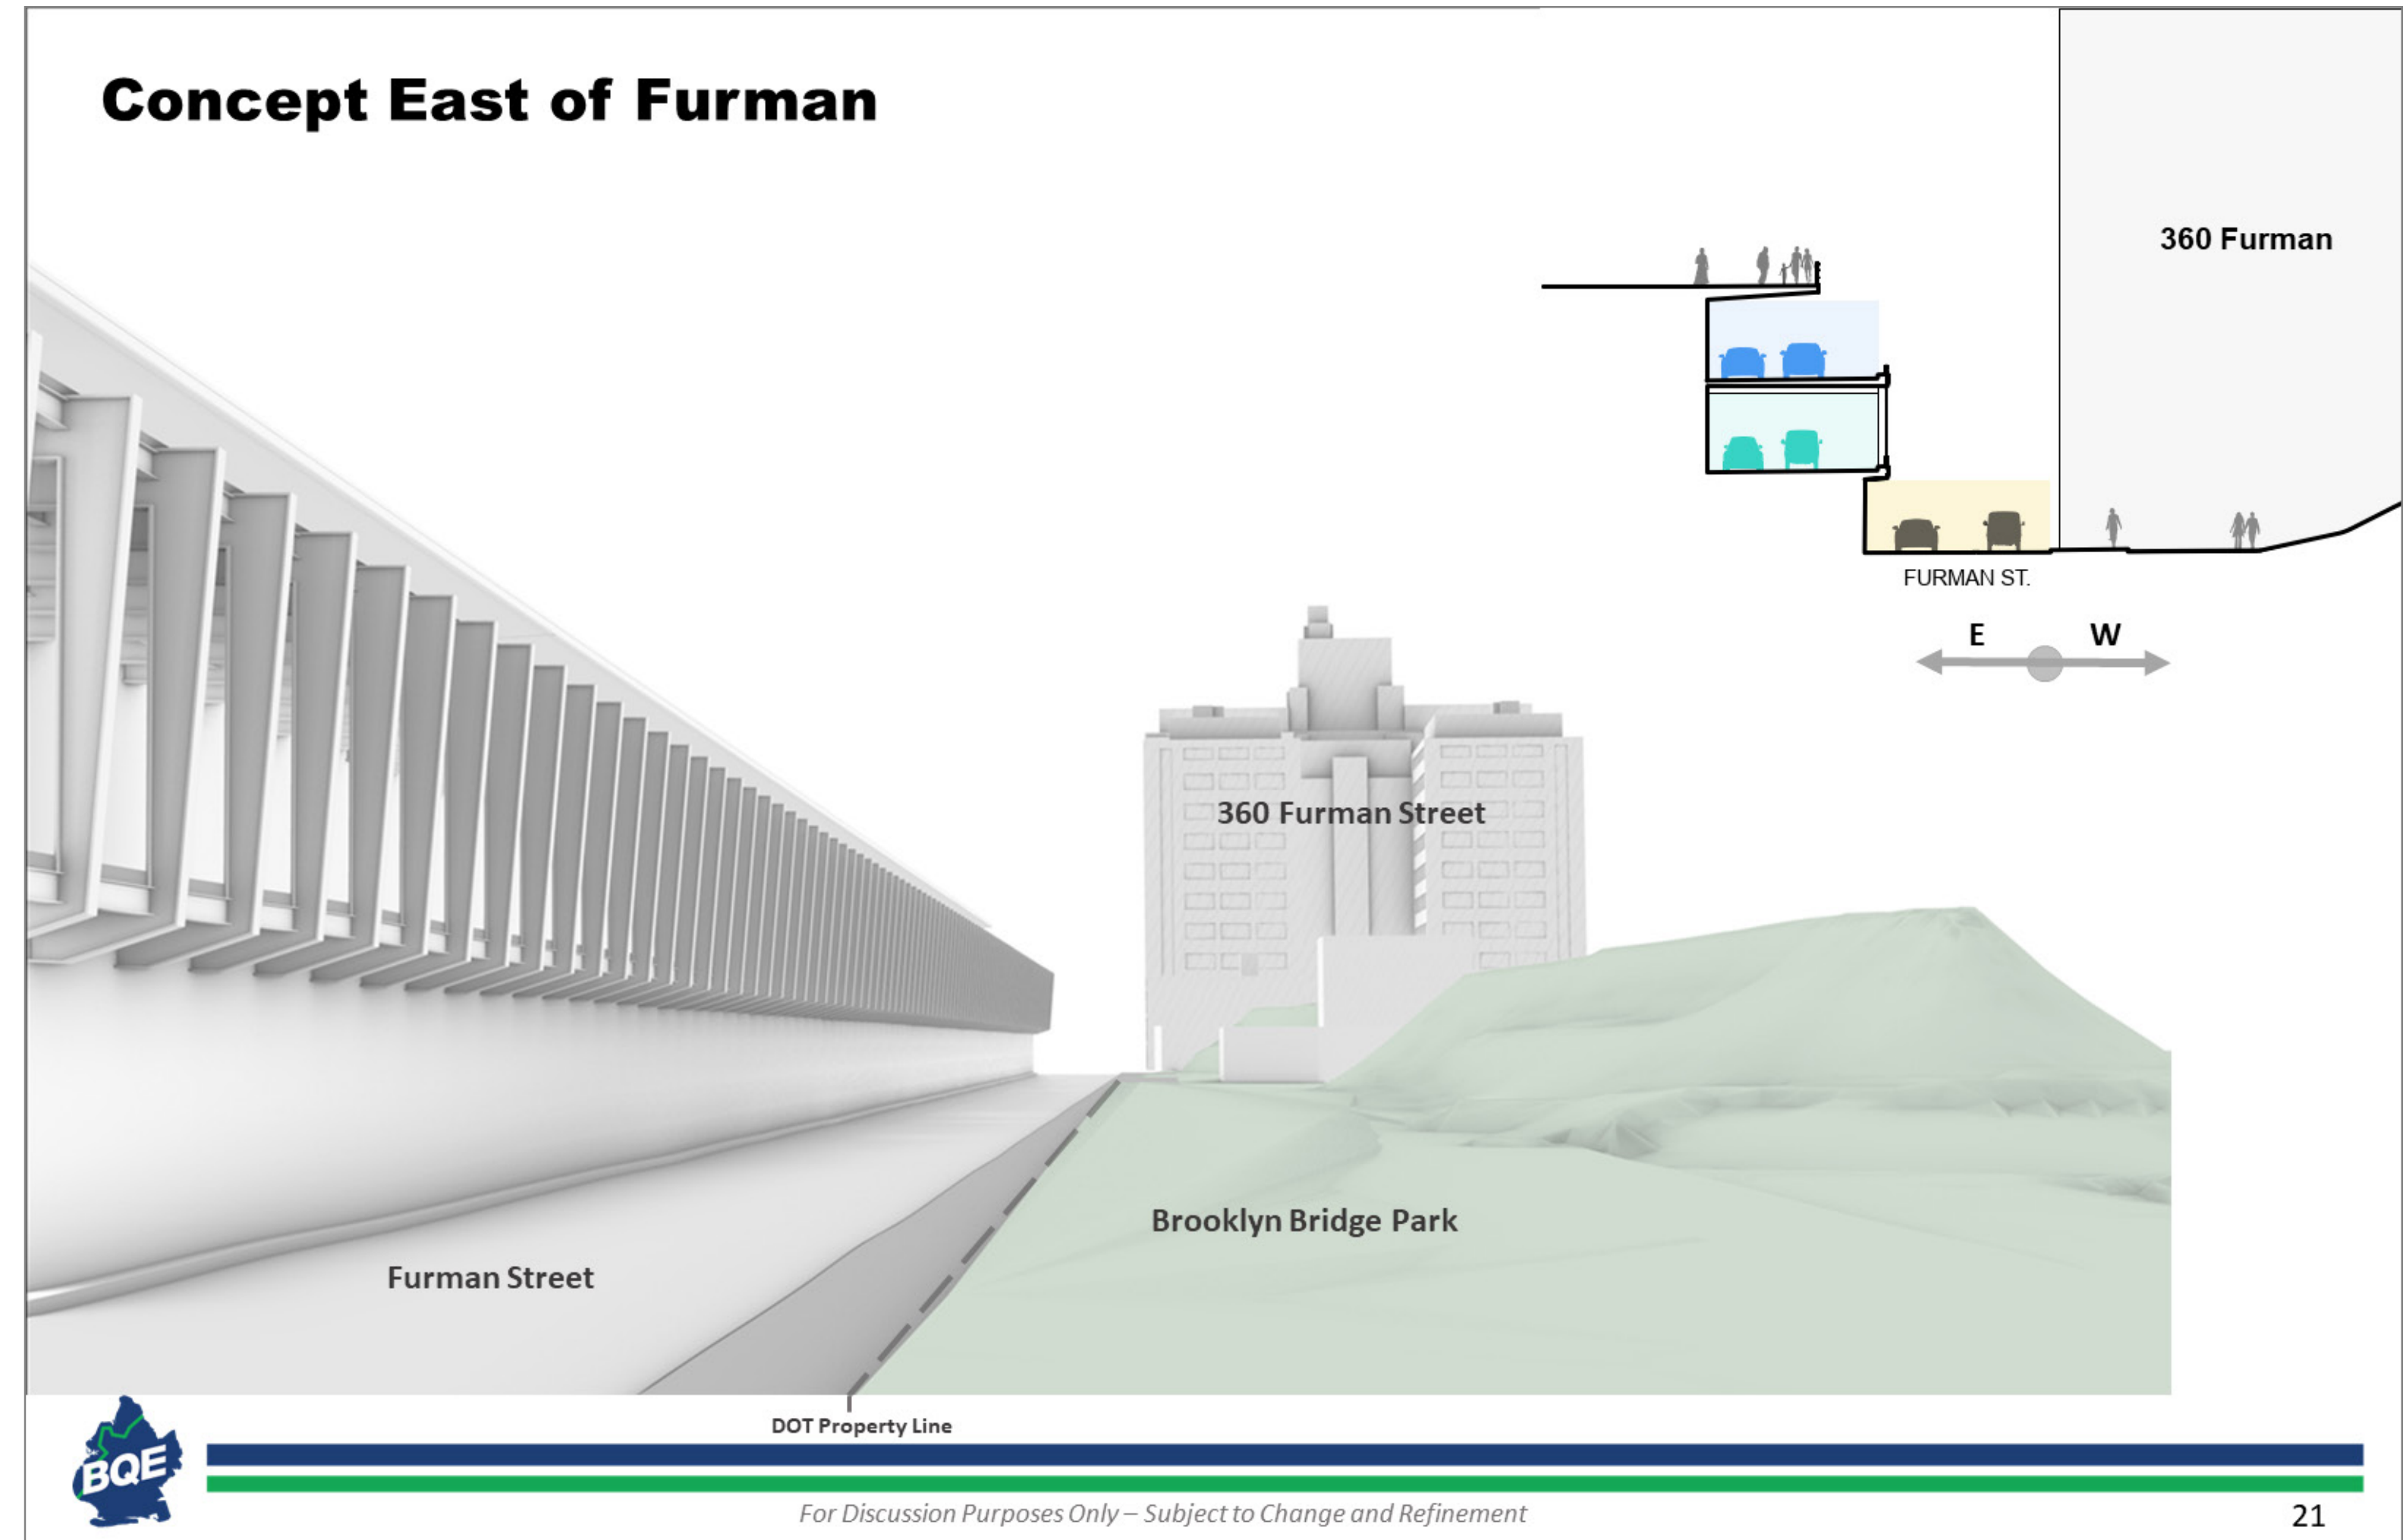 Concept East of Furman
360 Furman
FURMAN ST.
E
W
360 Furman Street
Brooklyn Bridge Park
Furman Street
DOT Property Line
BQE
For Discussion Purposes Only – Subject to Change and Refinement
21